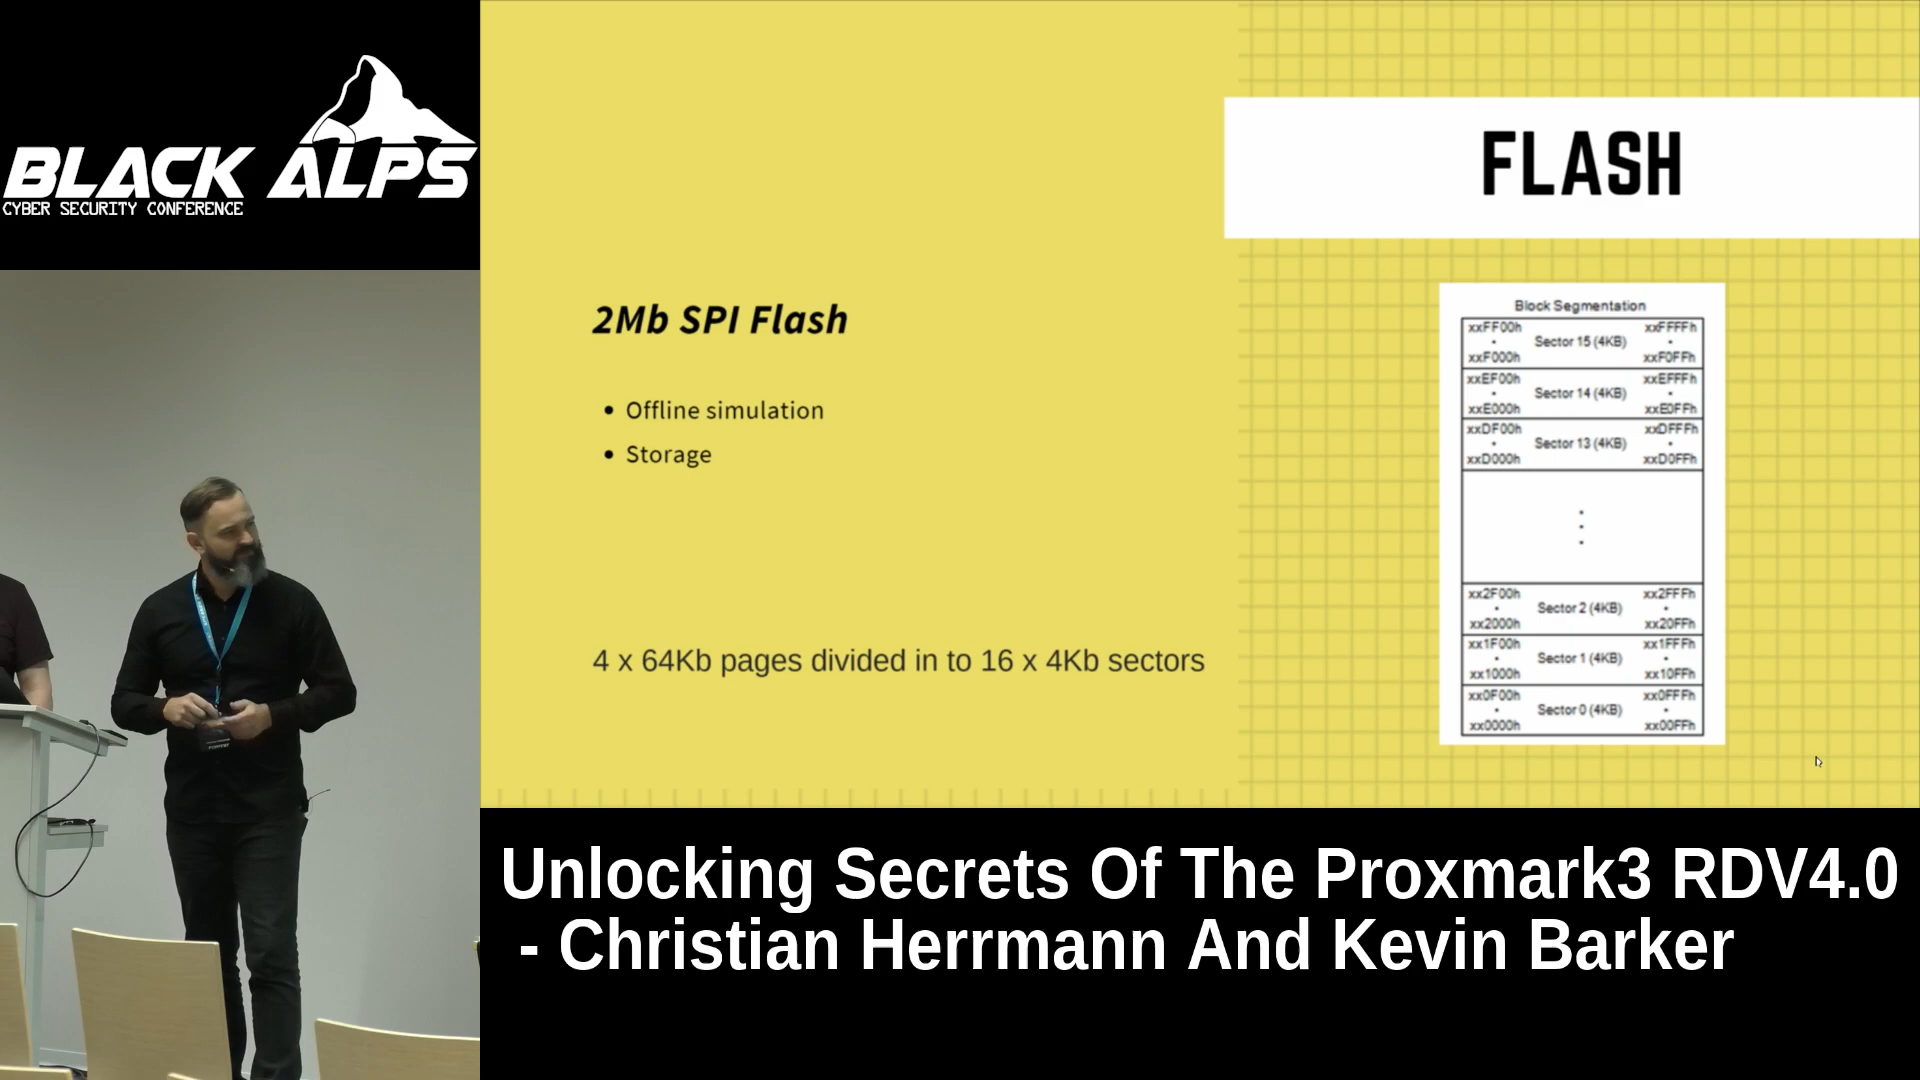 BLACK ALPS
CYBER SECURITY CONFERENCE
FLASH
2Mb SPI Flash
• Offline simulation
• Storage
4 x 64Kb pages divided in to 16 x 4Kb sectors
Block Segmentation
xxFF00h xxFFFFh
Sector 15 (4KB)
xxF000h xxF0FFh
xxEF00h xxEFFFh
Sector 14 (4KB)
xxE000h xxE0FFh
xxDF00h xxDFFFh
Sector 13 (4KB)
xxD000h xxD0FFh
xx2F00h xx2FFFh
Sector 2 (4KB)
xx2000h xx20FFh
xx1F00h xx1FFFh
Sector 1 (4KB)
xx1000h xx10FFh
xx0F00h xx0FFFh
Sector 0 (4KB)
xx0000h xx00FFh
Unlocking Secrets Of The Proxmark3 RDV4.0
- Christian Herrmann And Kevin Barker